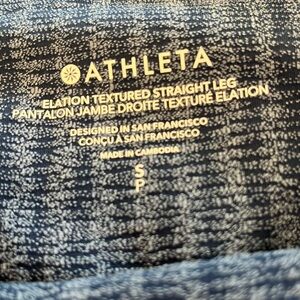 ATHLETA
ELATION TEXTURED STRAIGHT LEG
PANTALON JAMBE DROITE TEXTURÉ ELATION
DESIGNED IN SAN FRANCISCO
CONÇU À SAN FRANCISCO
MADE IN CAMBODIA
S
P